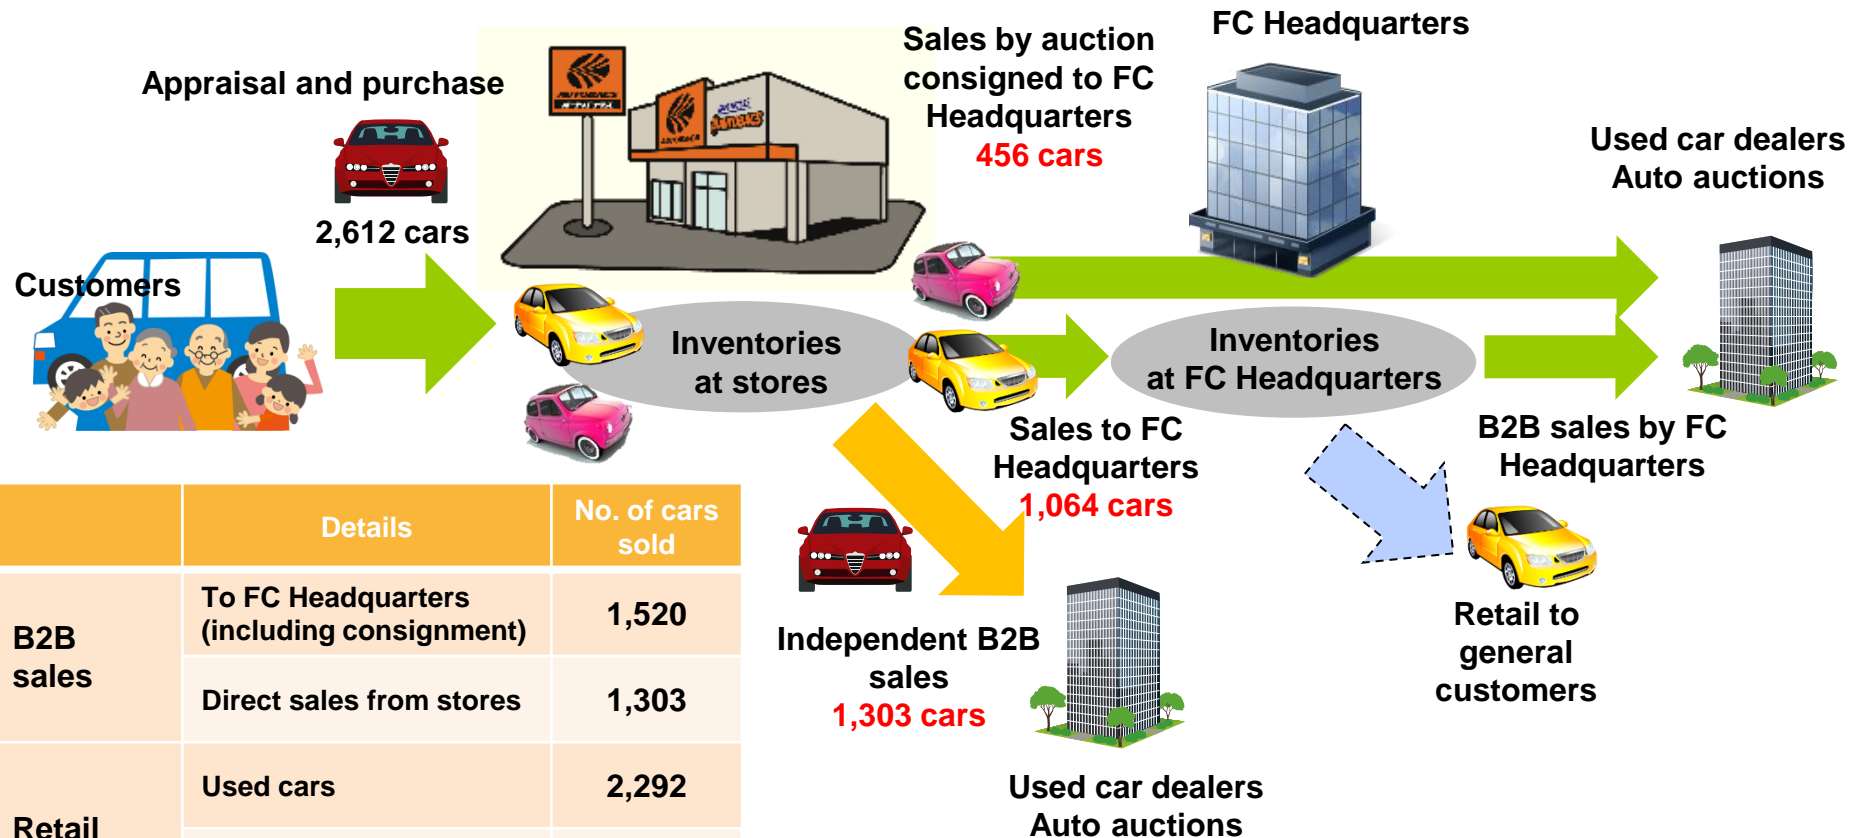 FC Headquarters
Sales by auction
consigned to FC
Headquarters
456 cars
Appraisal and purchase
2,612 cars
Used car dealers
Auto auctions
Customers
AUTOBACS
AUTOBACS
Inventories
at stores
Inventories
at FC Headquarters
Sales to FC
Headquarters
1,064 cars
B2B sales by FC
Headquarters
Independent B2B
sales
1,303 cars
Retail to
general
customers
Used car dealers
Auto auctions
Details
No. of cars
sold
B2B
sales
To FC Headquarters
(including consignment)
1,520
Direct sales from stores
1,303
Retail
Used cars
2,292